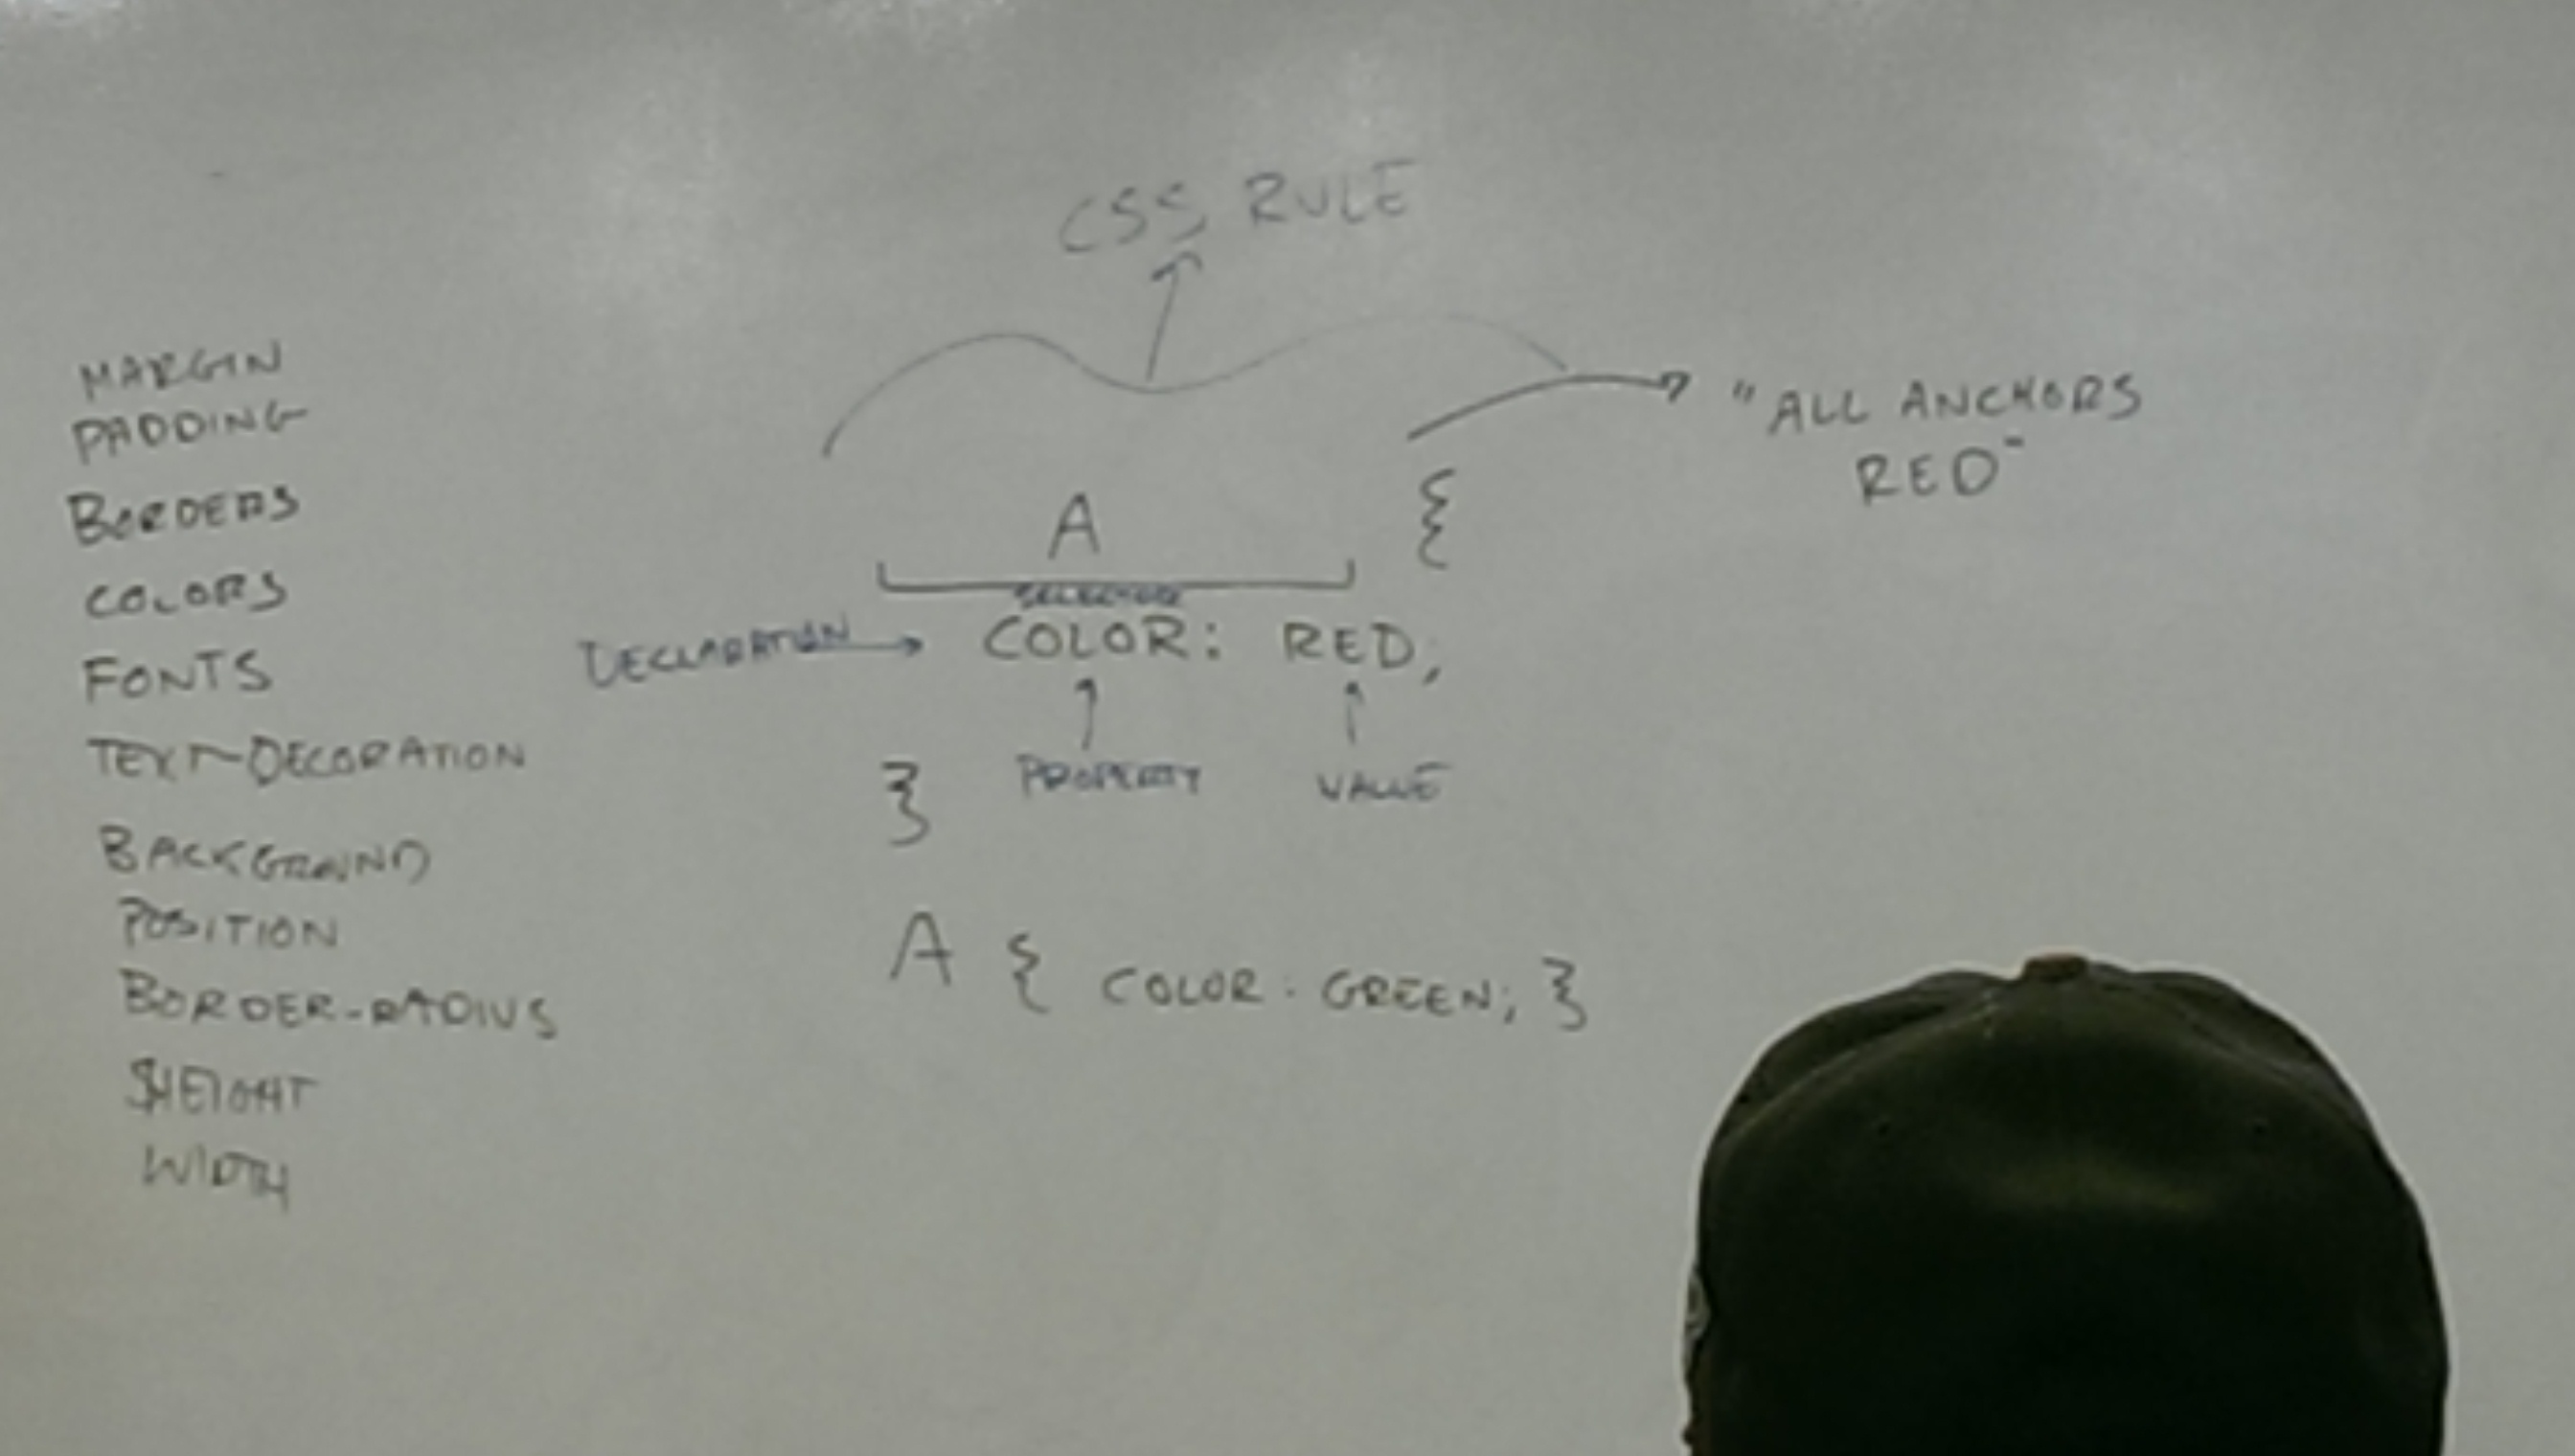 CSS RULE
"ALL ANCHORS
RED"
A {
SELECTOR
DECLARATION → COLOR: RED;
PROPERTY VALUE
}
A { COLOR: GREEN; }
MARGIN
PADDING
BORDERS
COLORS
FONTS
TEXT-DECORATION
BACKGROUND
POSITION
BORDER-RADIUS
HEIGHT
WIDTH